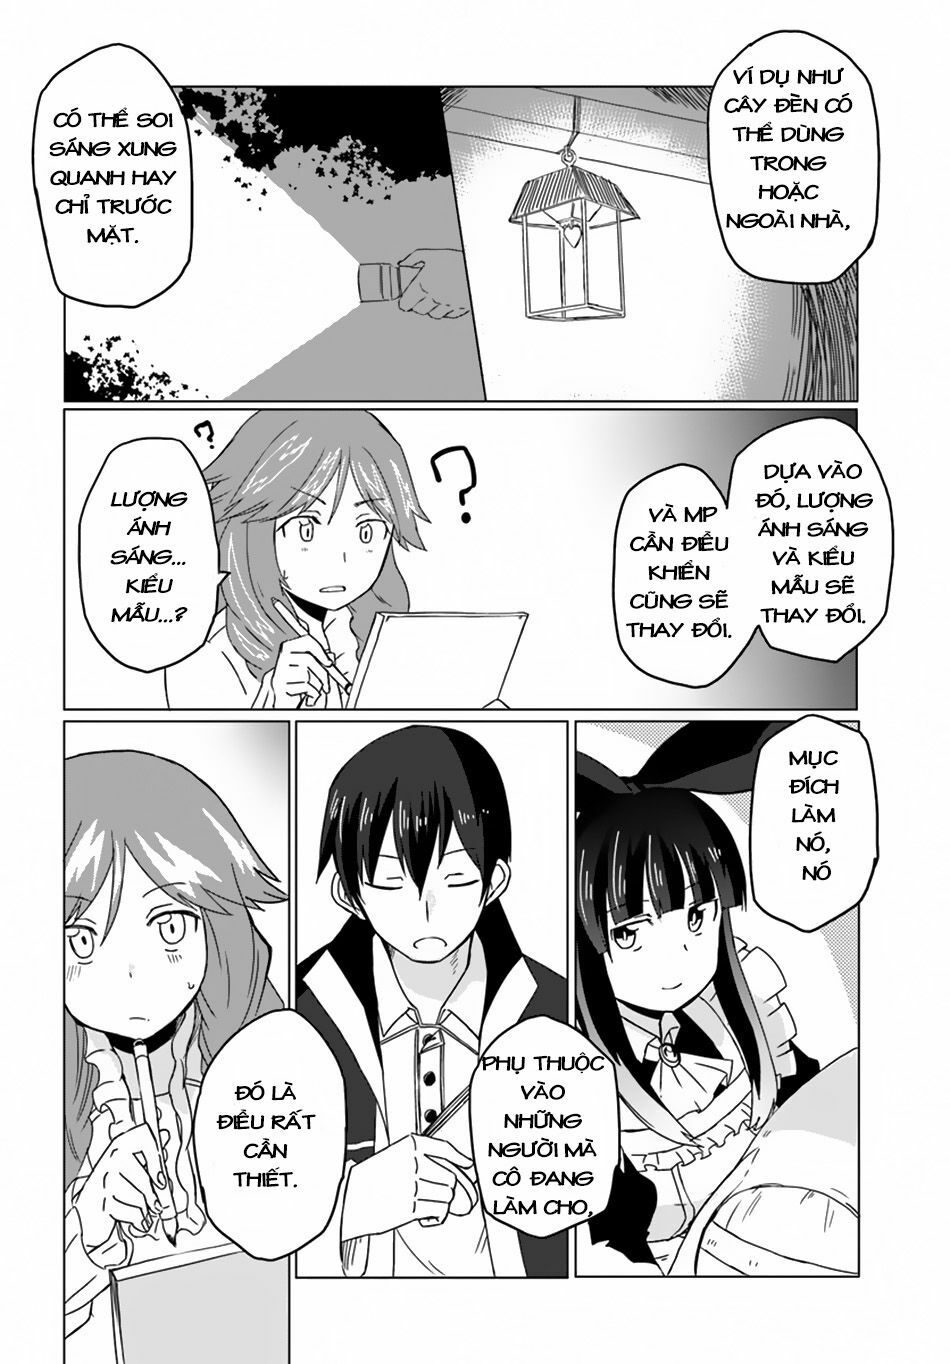 VÍ DỤ NHƯ
CÂY ĐÈN CÓ
THỂ DÙNG
TRONG
HOẶC
NGOÀI NHÀ,
CÓ THỂ SOI
SÁNG XUNG
QUANH HAY
CHỈ TRƯỚC
MẶT.
DỰA VÀO
ĐÓ, LƯỢNG
ÁNH SÁNG
VÀ KIỂU
MẪU SẼ
THAY ĐỔI.
VÀ MP
CẦN ĐIỀU
KHIỂN
CŨNG SẼ
THAY ĐỔI.
?
?
LƯỢNG
ÁNH
SÁNG...
KIỂU
MẪU...?
MỤC
ĐÍCH
LÀM
NÓ,
NÓ
PHỤ THUỘC
VÀO
NHỮNG
NGƯỜI MÀ
CÔ ĐANG
LÀM CHO,
ĐÓ LÀ
ĐIỀU RẤT
CẦN
THIẾT.